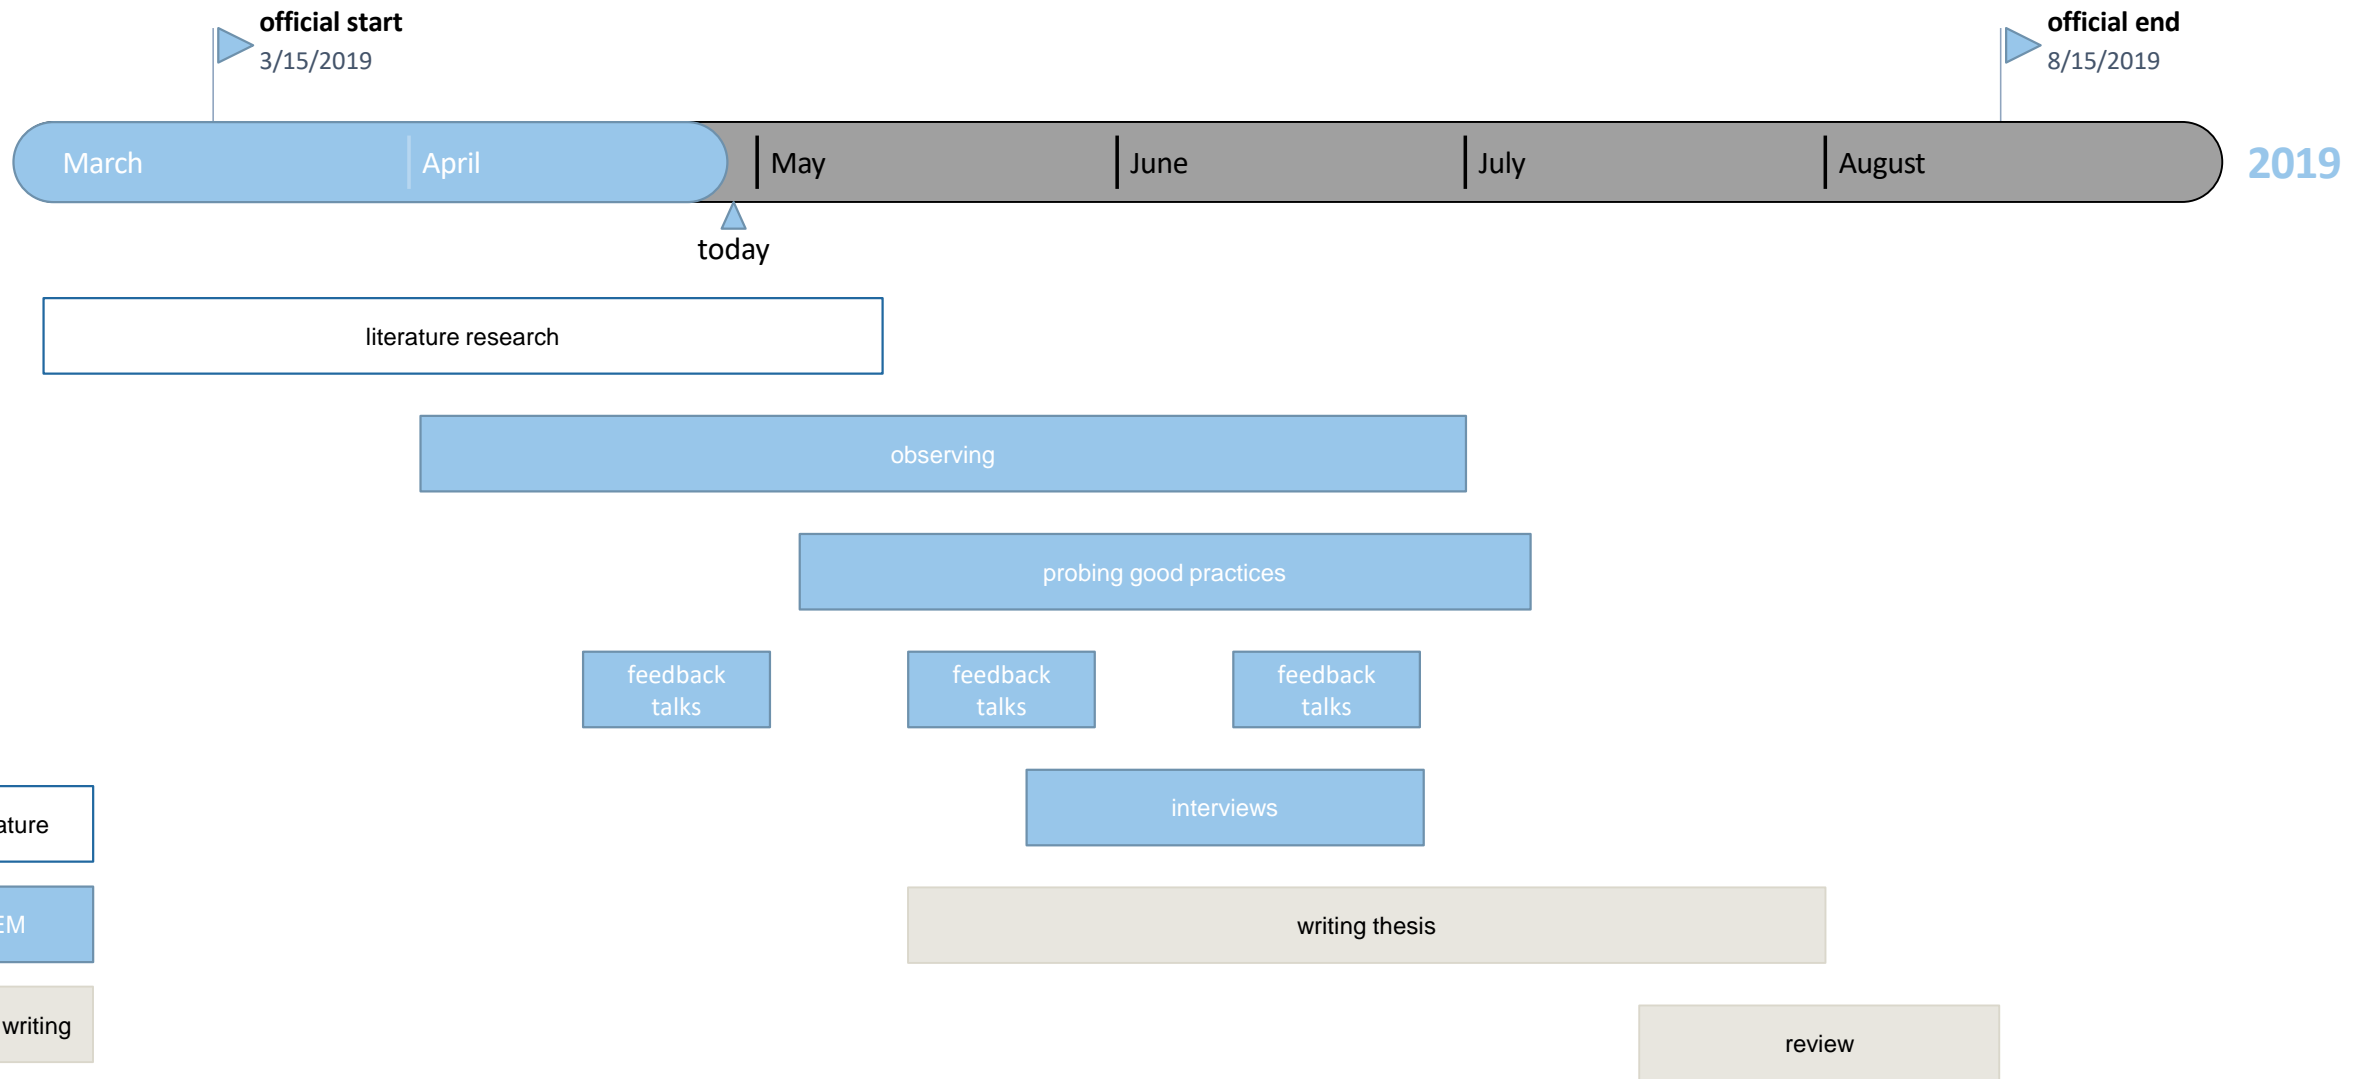 official start
3/15/2019
official end
8/15/2019
March
April
May
June
July
August
2019
today
literature research
observing
probing good practices
feedback
talks
feedback
talks
feedback
talks
interviews
ature
EM
writing thesis
writing
review